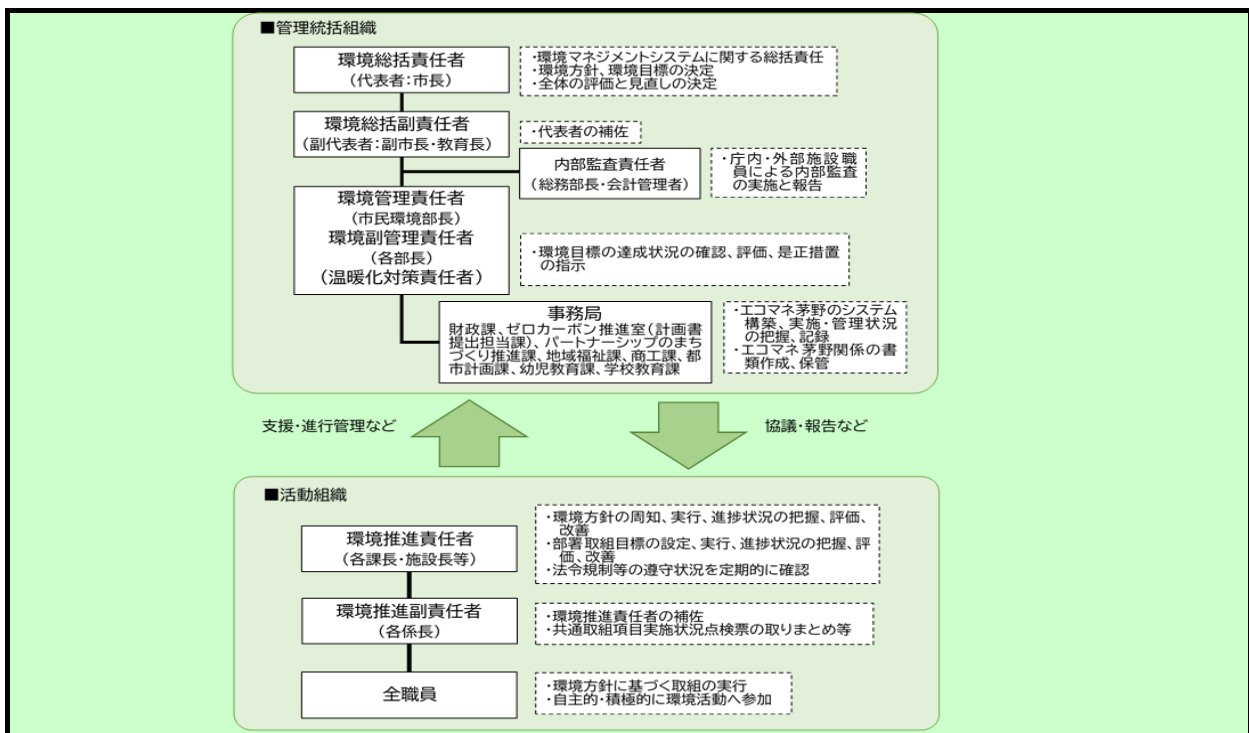 ■管理統括組織
環境総括責任者
(代表者:市長)
・環境マネジメントシステムに関する総括責任
・環境方針、環境目標の決定
・全体の評価と見直しの決定
環境総括副責任者
(副代表者:副市長・教育長)
・代表者の補佐
内部監査責任者
(総務部長・会計管理者)
・庁内・外部施設職
員による内部監査
の実施と報告
環境管理責任者
(市民環境部長)
環境副管理責任者
(各部長)
(温暖化対策責任者)
・環境目標の達成状況の確認、評価、是正措置
の指示
事務局
財政課、ゼロカーボン推進室(計画書
提出担当課)、パートナーシップのまち
づくり推進課、地域福祉課、商工課、都
市計画課、幼児教育課、学校教育課
・エコマネ茅野のシステム
構築、実施・管理状況
の把握、記録
・エコマネ茅野関係の書
類作成、保管
支援・進行管理など
協議・報告など
■活動組織
環境推進責任者
(各課長・施設長等)
・環境方針の周知、実行、進捗状況の把握、評価、
改善
・部署取組目標の設定、実行、進捗状況の把握、評
価、改善
・法令規制等の遵守状況を定期的に確認
環境推進副責任者
(各係長)
・環境推進責任者の補佐
・共通取組項目実施状況点検票の取りまとめ等
全職員
・環境方針に基づく取組の実行
・自主的・積極的に環境活動へ参加